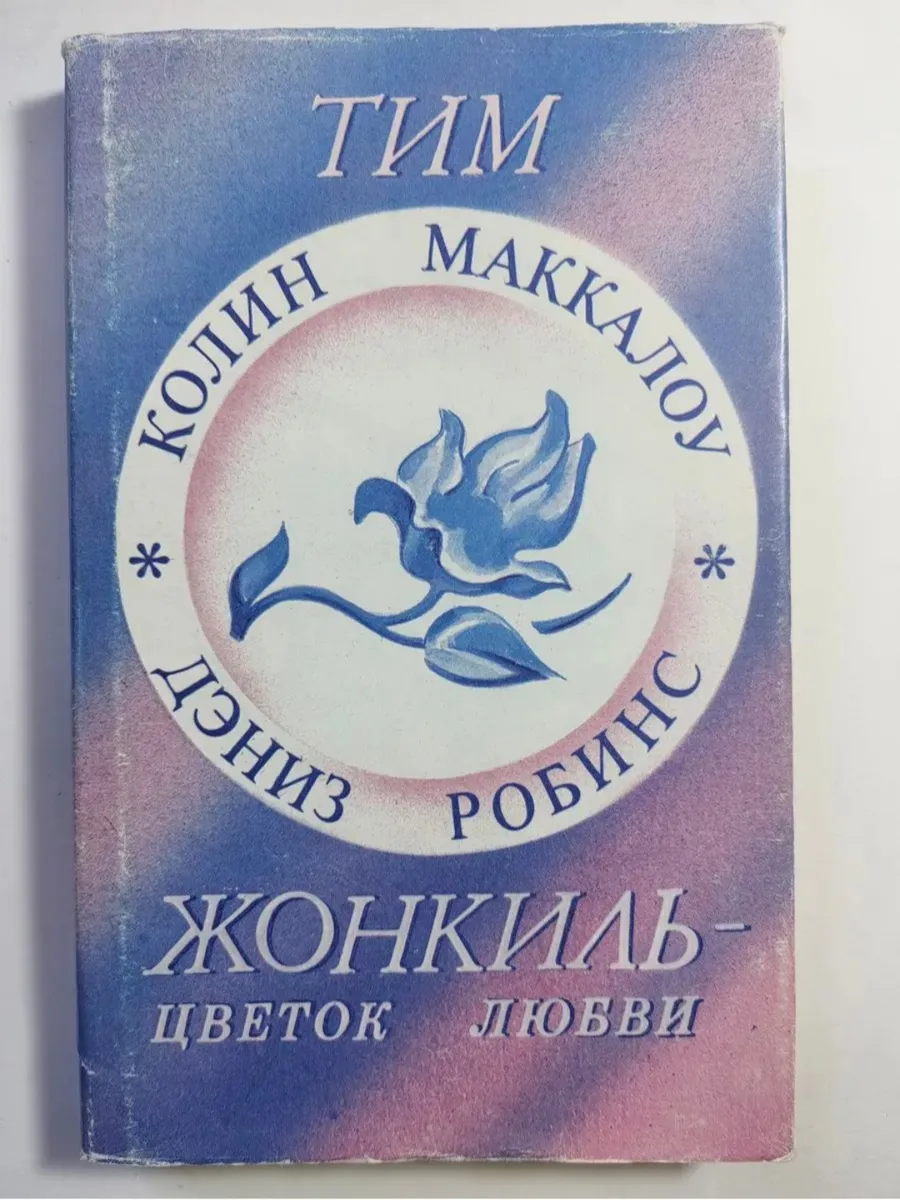 ТИМ
КОЛИН МАККАЛОУ
* ДЭНИЗ РОБИНС *
ЖОНКИЛЬ-
ЦВЕТОК ЛЮБВИ